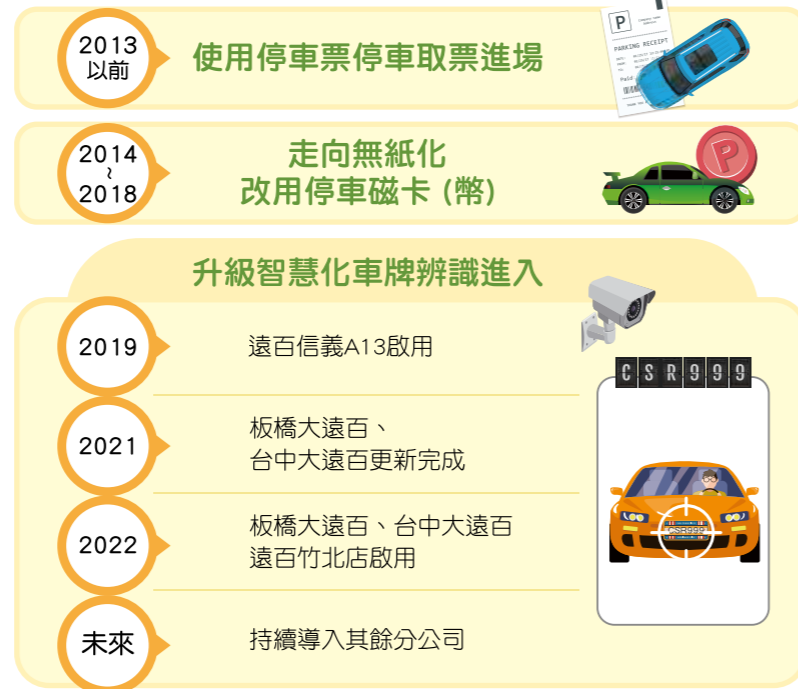 2013
以前
使用停車票停車取票進場
P
PARKING RECEIPT
Paid
2014
~
2018
走向無紙化
改用停車磁卡 (幣)
P
升級智慧化車牌辨識進入
2019
遠百信義A13啟用
CSR999
2021
板橋大遠百、
台中大遠百更新完成
2022
板橋大遠百、台中大遠百
遠百竹北店啟用
CSR999
未來
持續導入其餘分公司